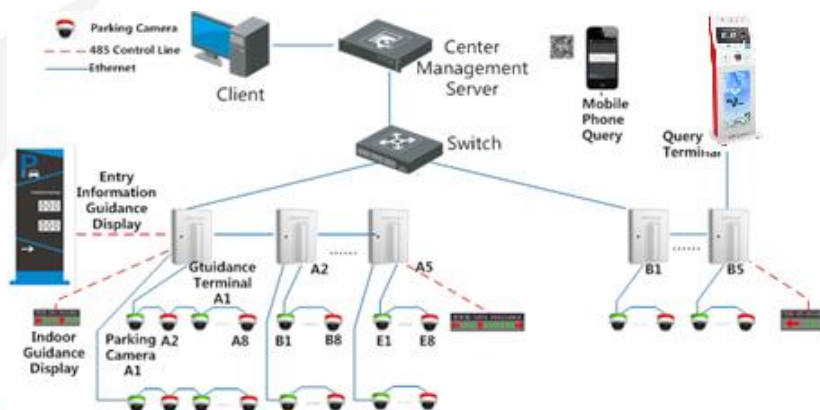 Parking Camera
485 Control Line
Ethernet
Client
Center
Management
Server
Mobile
Phone
Query
Query
Terminal
Switch
P
Entry
Information
Guidance
Display
Gtuidance
Terminal
A1
A2
......
A5
B1
......
B5
Indoor
Guidance
Display
Parking
Camera
A1
A2
A8
B1
B8
E1
E8